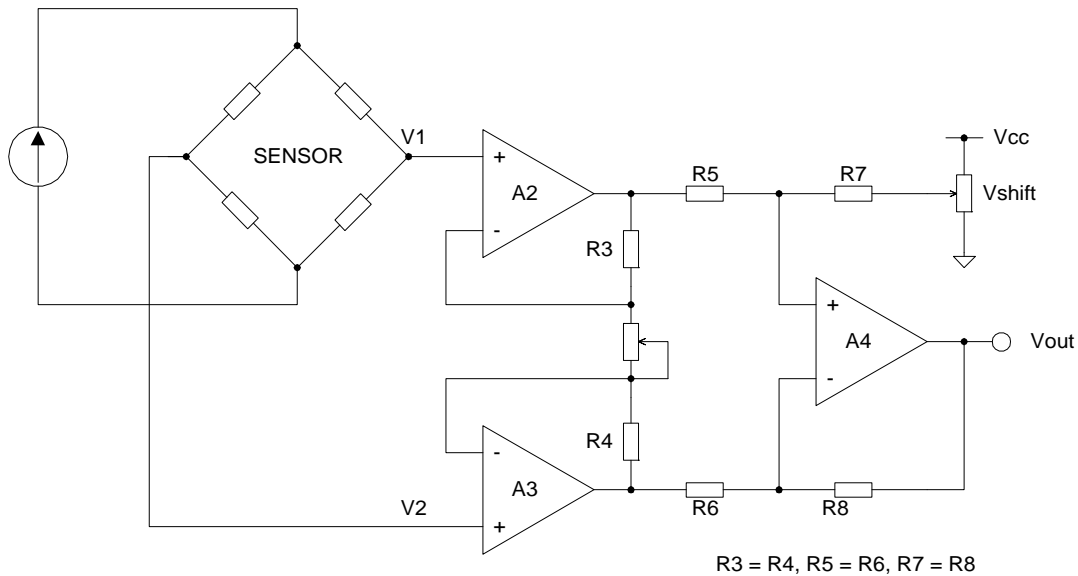 V1
SENSOR
+
A2
-
R3
R5
R7
Vcc
Vshift
+
A4
-
Vout
-
A3
+
R4
V2
R6
R8
R3 = R4, R5 = R6, R7 = R8